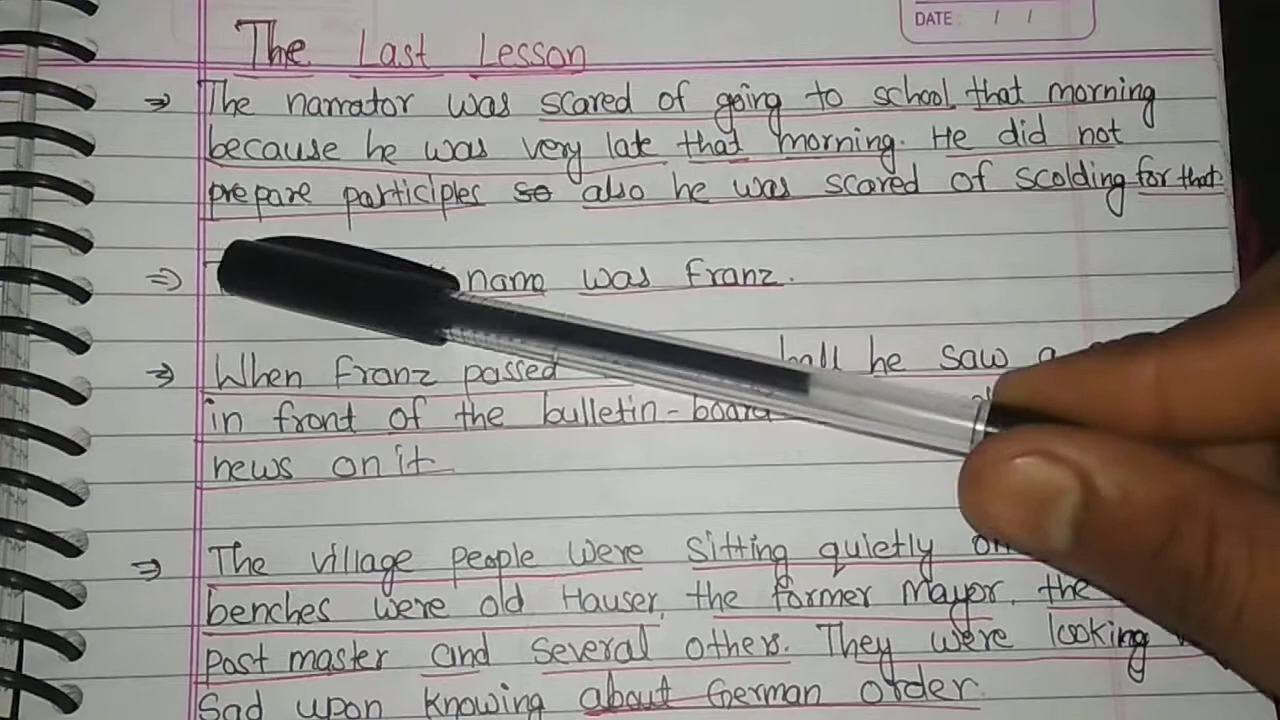 DATE / /
The Last Lesson
⇒ The narrator was scared of going to school that morning
because he was very late that morning. He did not
prepare participles so also he was scared of scolding for that
⇒ nam was Franz.
⇒ When Franz passed hall he saw a
in front of the bulletin-board
news on it
⇒ The village people were sitting quietly on
benches were old Hauser, the former Mayor, the
post master and several others. They were looking
Sad upon knowing about German order.